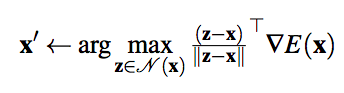 𝐱′ ← arg max_{𝐳∈𝒩(𝐱)} (𝐳−𝐱)/‖𝐳−𝐱‖^⊤ ∇E(𝐱)